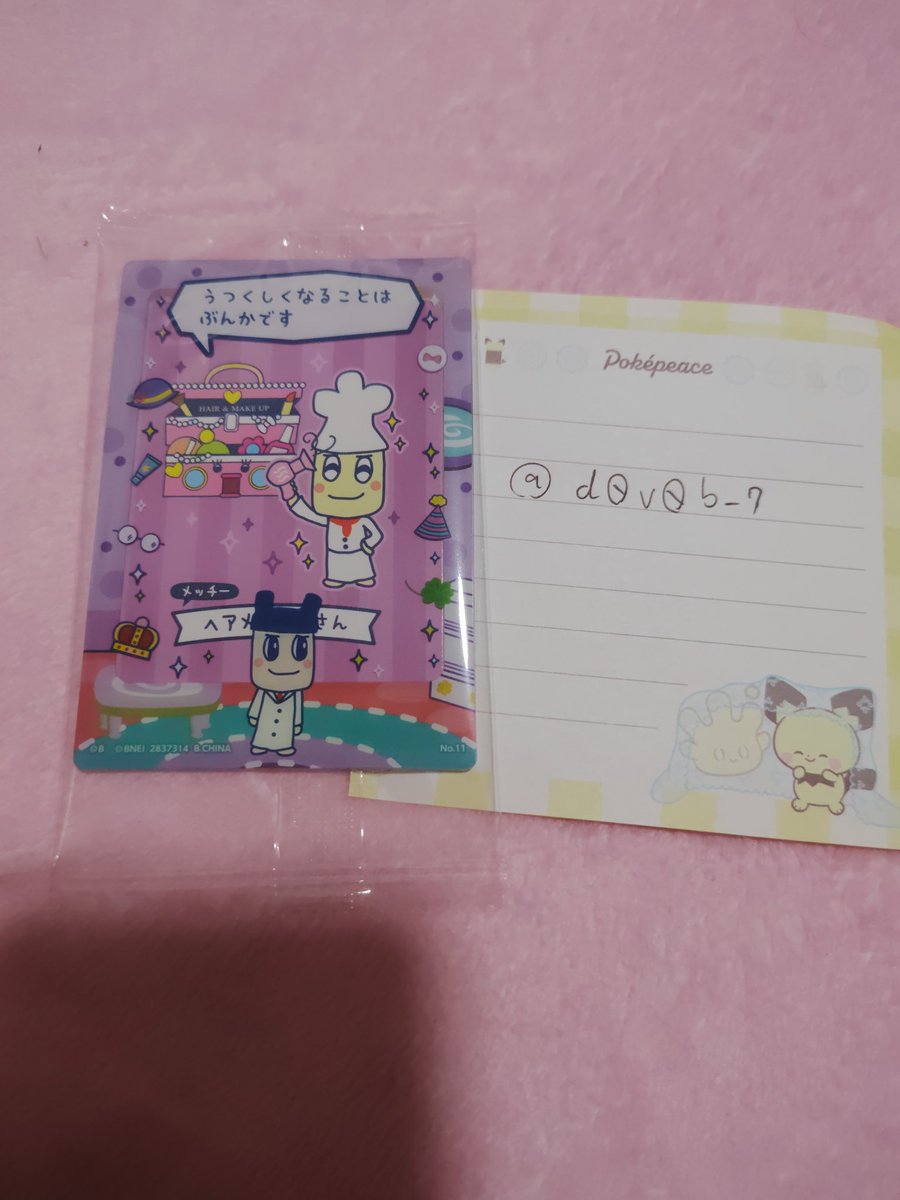 うつくしくなることは
ぶんかです
HAIR & MAKE UP
メッチー
ヘアメ さん
©B ©BNEI 2837314 B.CHINA
No.11
Poképeace
@d0v0b_7